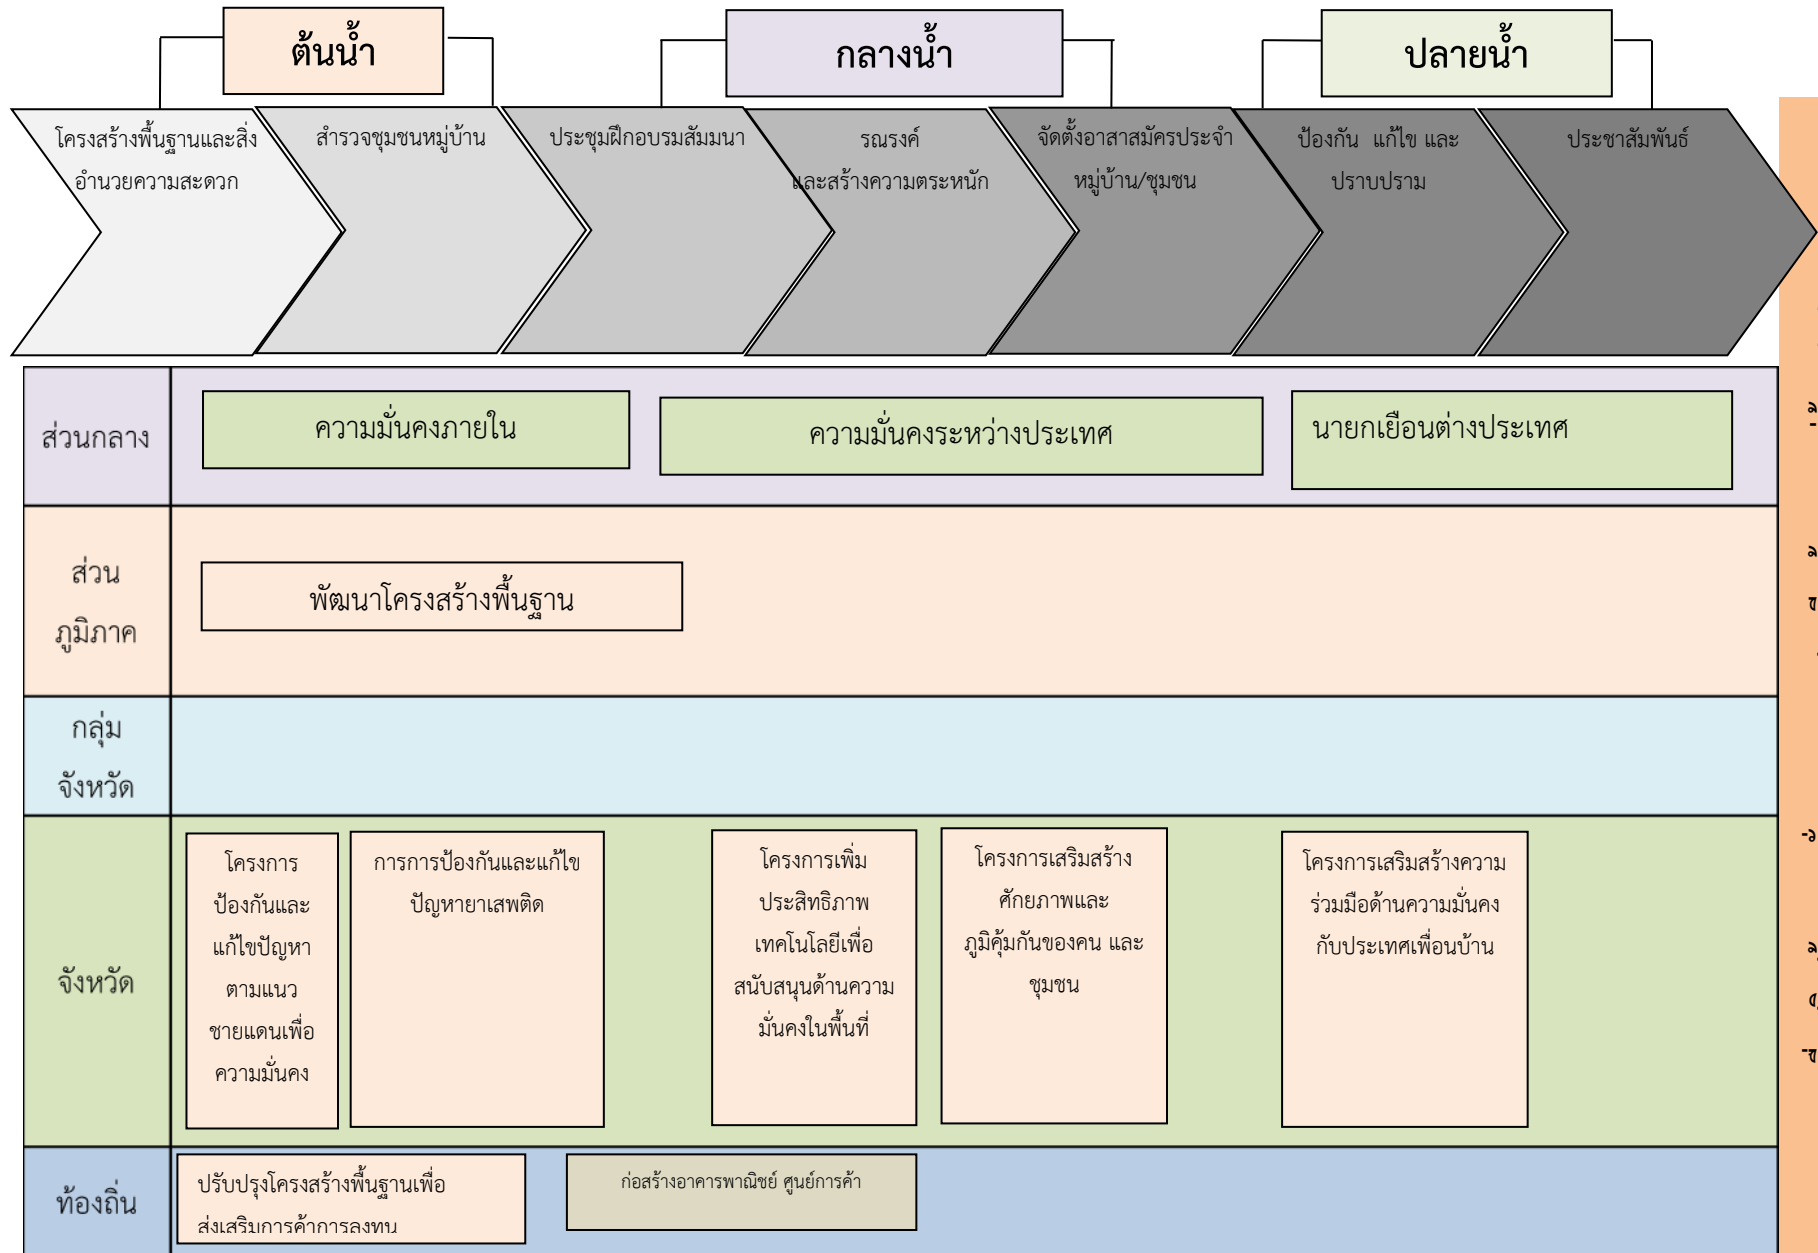 ต้นน้ำ
กลางน้ำ
ปลายน้ำ
โครงสร้างพื้นฐานและสิ่ง
อำนวยความสะดวก
สำรวจชุมชนหมู่บ้าน
ประชุมฝึกอบรมสัมมนา
รณรงค์
และสร้างความตระหนัก
จัดตั้งอาสาสมัครประจำ
หมู่บ้าน/ชุมชน
ป้องกัน แก้ไข และ
ปราบปราม
ประชาสัมพันธ์
ส่วนกลาง
ความมั่นคงภายใน
ความมั่นคงระหว่างประเทศ
นายกเยือนต่างประเทศ
ส่วน
ภูมิภาค
พัฒนาโครงสร้างพื้นฐาน
กลุ่ม
จังหวัด
จังหวัด
โครงการ
ป้องกันและ
แก้ไขปัญหา
ตามแนว
ชายแดนเพื่อ
ความมั่นคง
การการป้องกันและแก้ไข
ปัญหายาเสพติด
โครงการเพิ่ม
ประสิทธิภาพ
เทคโนโลยีเพื่อ
สนับสนุนด้านความ
มั่นคงในพื้นที่
โครงการเสริมสร้าง
ศักยภาพและ
ภูมิคุ้มกันของคน และ
ชุมชน
โครงการเสริมสร้างความ
ร่วมมือด้านความมั่นคง
กับประเทศเพื่อนบ้าน
ท้องถิ่น
ปรับปรุงโครงสร้างพื้นฐานเพื่อ
ส่งเสริมการค้าการลงทุน
ก่อสร้างอาคารพาณิชย์ ศูนย์การค้า